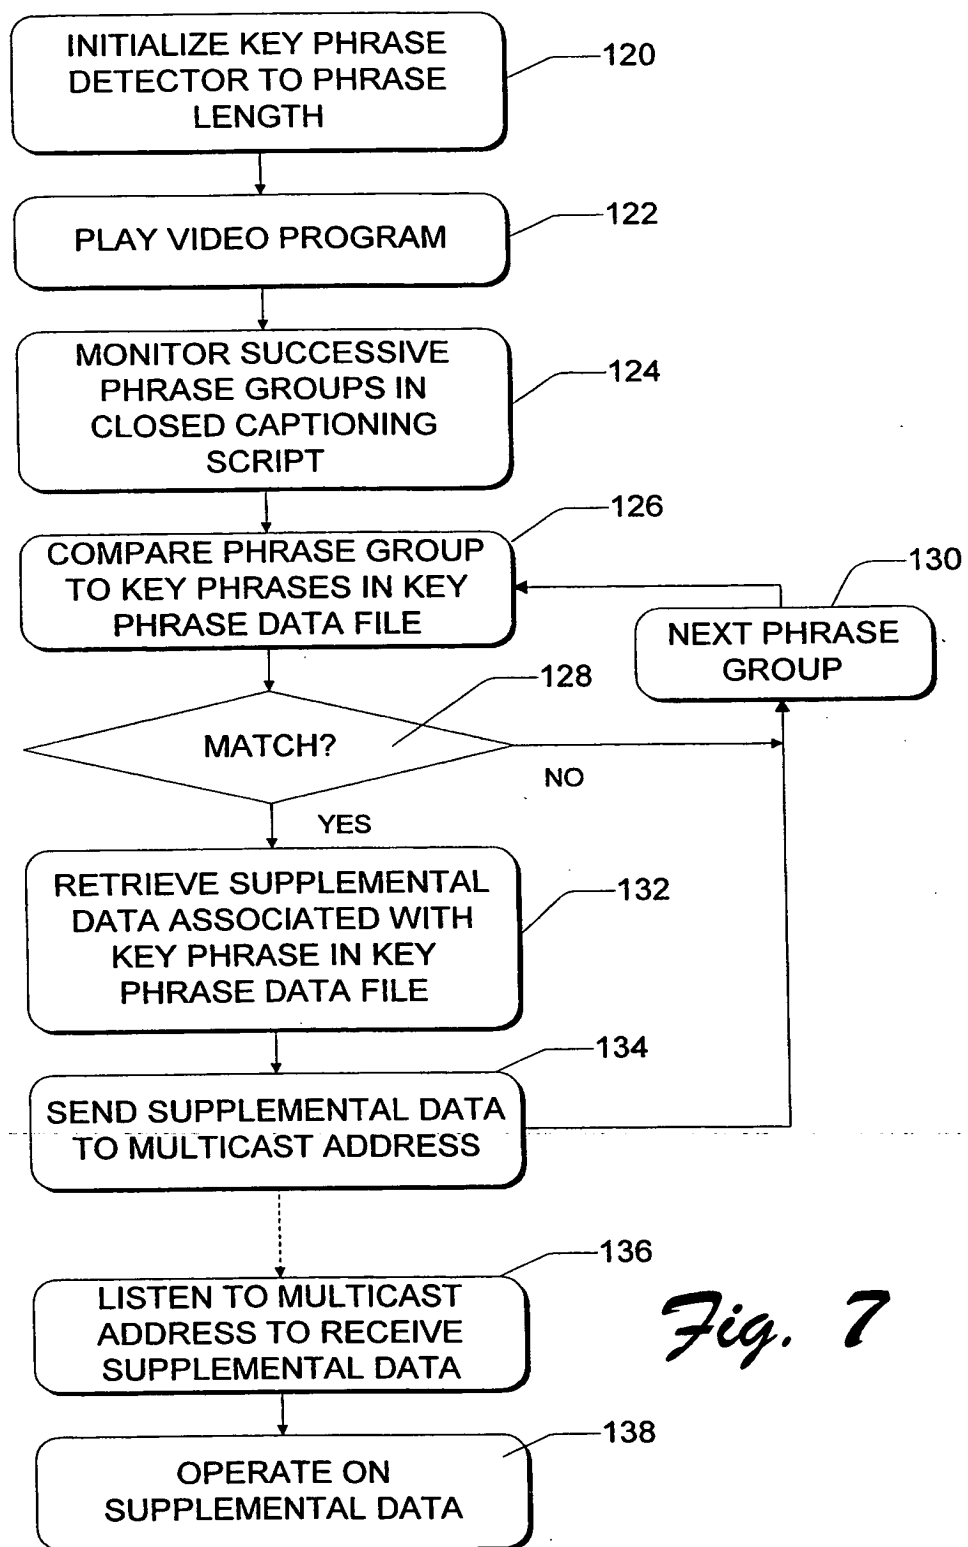 INITIALIZE KEY PHRASE
DETECTOR TO PHRASE
LENGTH
120
PLAY VIDEO PROGRAM
122
MONITOR SUCCESSIVE
PHRASE GROUPS IN
CLOSED CAPTIONING
SCRIPT
124
COMPARE PHRASE GROUP
TO KEY PHRASES IN KEY
PHRASE DATA FILE
126
NEXT PHRASE
GROUP
130
MATCH?
128
NO
YES
RETRIEVE SUPPLEMENTAL
DATA ASSOCIATED WITH
KEY PHRASE IN KEY
PHRASE DATA FILE
132
SEND SUPPLEMENTAL DATA
TO MULTICAST ADDRESS
134
LISTEN TO MULTICAST
ADDRESS TO RECEIVE
SUPPLEMENTAL DATA
136
Fig. 7
OPERATE ON
SUPPLEMENTAL DATA
138